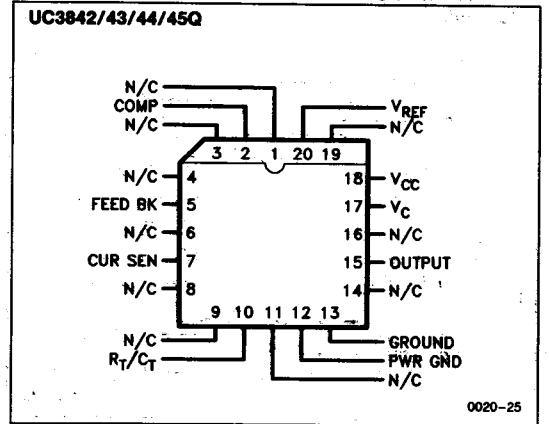 UC3842/43/44/45Q
N/C
COMP
N/C
VREF
N/C
3 2 1 20 19
N/C 4
FEED BK 5
N/C 6
CUR SEN 7
N/C 8
18 VCC
17 VC
16 N/C
15 OUTPUT
14 N/C
9 10 11 12 13
N/C
RT/CT
GROUND
PWR GND
N/C
0020-25